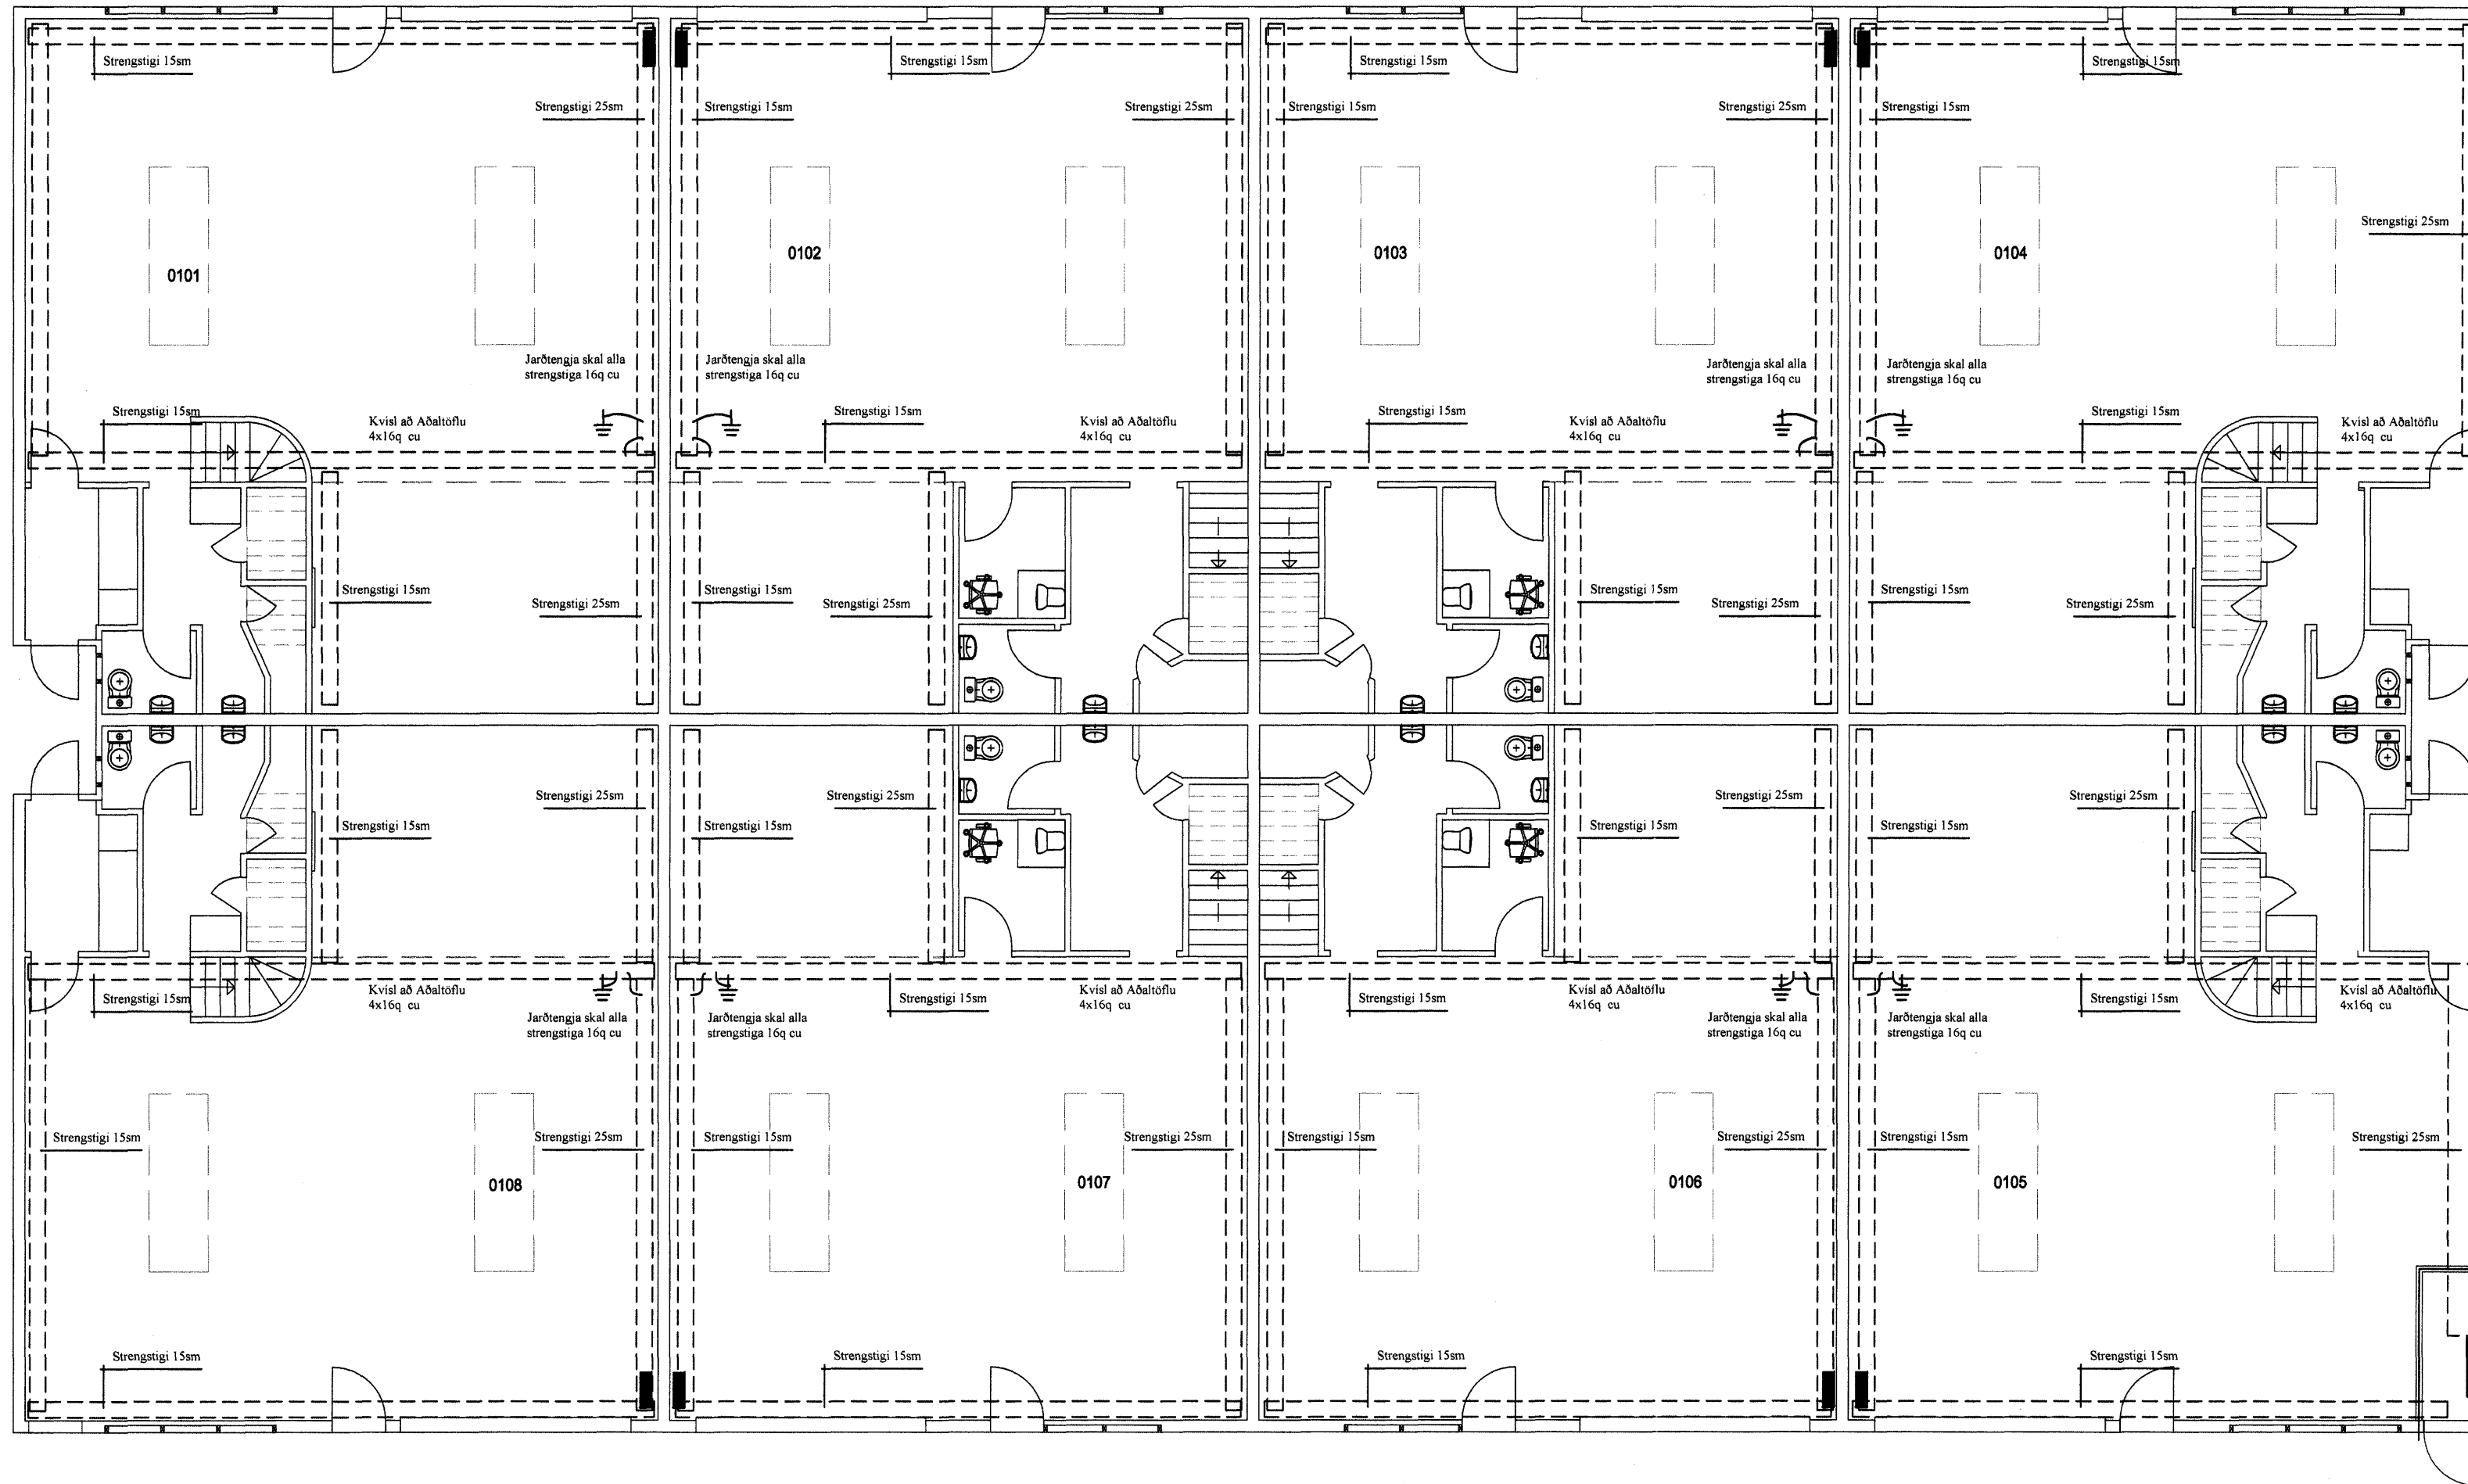 Strengstigi 15sm
Strengstigi 15sm
Strengstigi 15sm
Strengstigi 15sm
Strengstigi 25sm
Strengstigi 15sm
Strengstigi 25sm
Strengstigi 15sm
Strengstigi 25sm
Strengstigi 15sm
Strengstigi 25sm
0101
0102
0103
0104
Jarðtengja skal alla
strengstiga 16q cu
Jarðtengja skal alla
strengstiga 16q cu
Jarðtengja skal alla
strengstiga 16q cu
Jarðtengja skal alla
strengstiga 16q cu
Strengstigi 15sm
Kvísl að Aðaltöflu
4x16q cu
Strengstigi 15sm
Kvísl að Aðaltöflu
4x16q cu
Strengstigi 15sm
Kvísl að Aðaltöflu
4x16q cu
Strengstigi 15sm
Kvísl að Aðaltöflu
4x16q cu
Strengstigi 15sm
Strengstigi 25sm
Strengstigi 15sm
Strengstigi 25sm
Strengstigi 15sm
Strengstigi 25sm
Strengstigi 15sm
Strengstigi 25sm
Strengstigi 25sm
Strengstigi 25sm
Strengstigi 25sm
Strengstigi 25sm
Strengstigi 15sm
Strengstigi 15sm
Strengstigi 15sm
Strengstigi 15sm
Strengstigi 15sm
Kvísl að Aðaltöflu
4x16q cu
Strengstigi 15sm
Kvísl að Aðaltöflu
4x16q cu
Strengstigi 15sm
Kvísl að Aðaltöflu
4x16q cu
Strengstigi 15sm
Kvísl að Aðaltöflu
4x16q cu
Jarðtengja skal alla
strengstiga 16q cu
Jarðtengja skal alla
strengstiga 16q cu
Jarðtengja skal alla
strengstiga 16q cu
Jarðtengja skal alla
strengstiga 16q cu
Strengstigi 15sm
Strengstigi 25sm
Strengstigi 15sm
Strengstigi 25sm
Strengstigi 15sm
Strengstigi 25sm
Strengstigi 15sm
Strengstigi 25sm
0108
0107
0106
0105
Strengstigi 15sm
Strengstigi 15sm
Strengstigi 15sm
Strengstigi 15sm